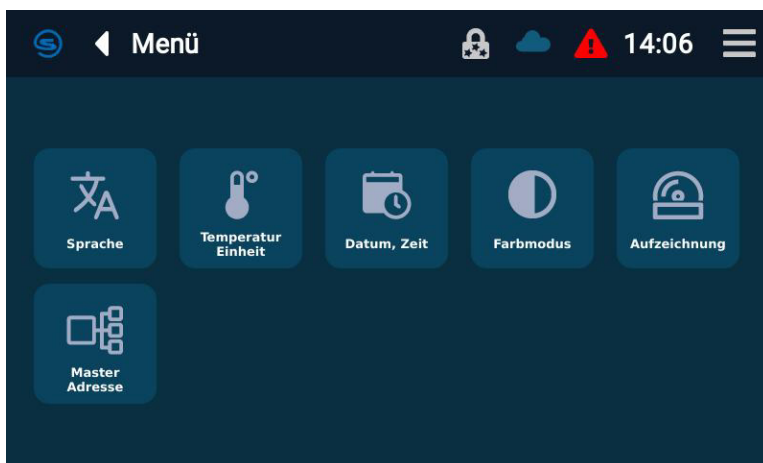 Menü
14:06
Sprache
Temperatur
Einheit
Datum, Zeit
Farbmodus
Aufzeichnung
Master
Adresse